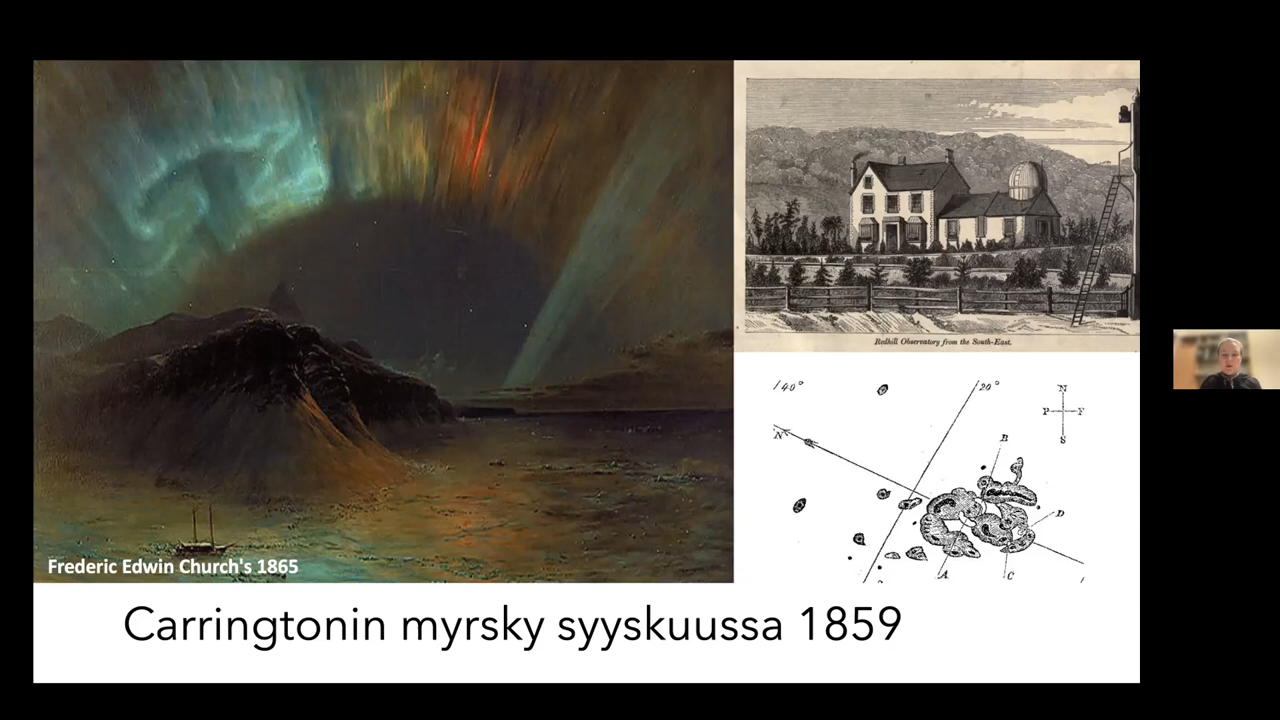 Redhill Observatory from the South-East.
140°
20°
N
P
F
S
N
B
D
A
C
Frederic Edwin Church's 1865
Carringtonin myrsky syyskuussa 1859